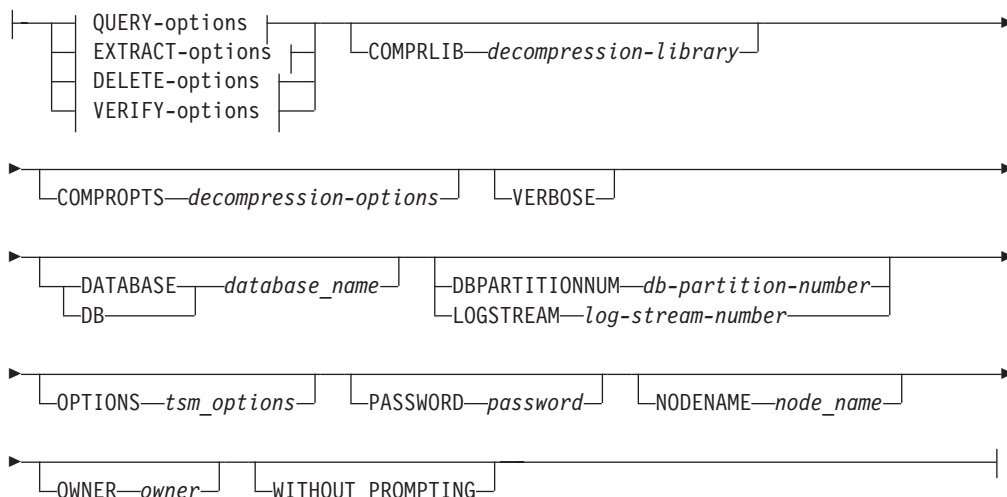 QUERY-options
EXTRACT-options COMPRLIB decompression-library
DELETE-options
VERIFY-options
COMPROPTS decompression-options VERBOSE
DATABASE database_name DBPARTITIONNUM db-partition-number
DB LOGSTREAM log-stream-number
OPTIONS tsm_options PASSWORD password NODENAME node_name
OWNER owner WITHOUT PROMPTING